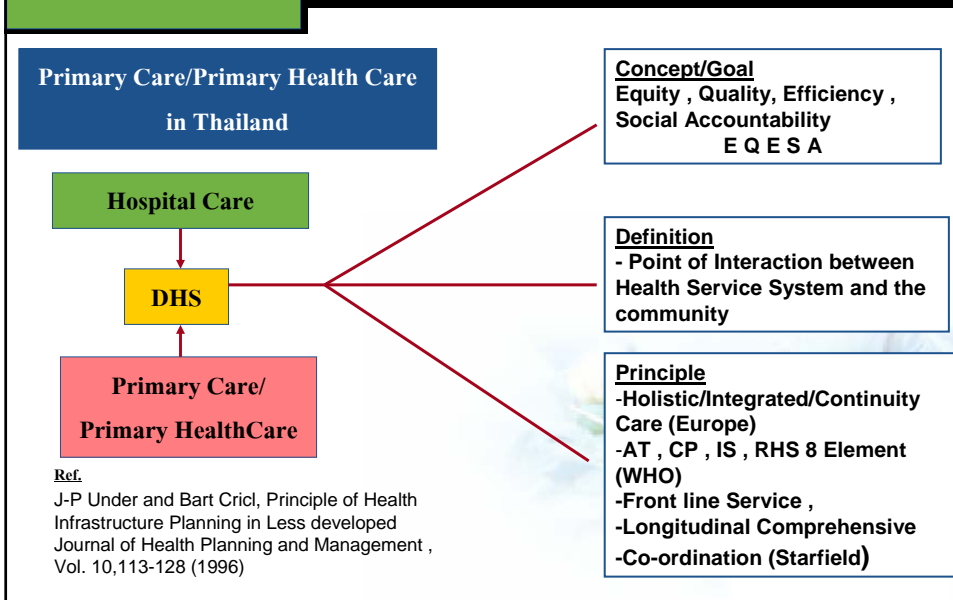 Primary Care/Primary Health Care
in Thailand
Hospital Care
DHS
Primary Care/
Primary HealthCare
Ref.
J-P Under and Bart Cricl, Principle of Health
Infrastructure Planning in Less developed
Journal of Health Planning and Management ,
Vol. 10,113-128 (1996)
Concept/Goal
Equity , Quality, Efficiency ,
Social Accountability
E Q E S A
Definition
- Point of Interaction between
Health Service System and the
community
Principle
-Holistic/Integrated/Continuity
Care (Europe)
-AT , CP , IS , RHS 8 Element
(WHO)
-Front line Service ,
-Longitudinal Comprehensive
-Co-ordination (Starfield)